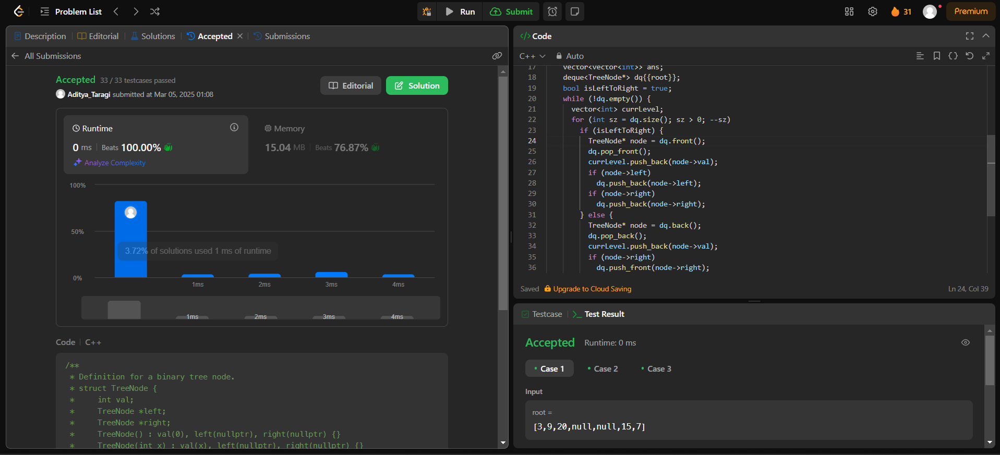 Problem List
Run
Submit
31
Premium
Description
Editorial
Solutions
Accepted
Submissions
All Submissions
Accepted 33 / 33 testcases passed
Aditya_Taragi submitted at Mar 05, 2025 01:08
Editorial
Solution
Runtime
0 ms Beats 100.00%
Analyze Complexity
Memory
15.04 MB Beats 76.87%
100%
50%
0%
3.72% of solutions used 1 ms of runtime
1ms 2ms 3ms 4ms
1ms 2ms 3ms 4ms
Code C++
/**
* Definition for a binary tree node.
* struct TreeNode {
*     int val;
*     TreeNode *left;
*     TreeNode *right;
*     TreeNode() : val(0), left(nullptr), right(nullptr) {}
*     TreeNode(int x) : val(x), left(nullptr), right(nullptr) {}
</> Code
C++ Auto
17 vector<vector<int>> ans;
18 deque<TreeNode*> dq{{root}};
19 bool isLeftToRight = true;
20 while (!dq.empty()) {
21 vector<int> currLevel;
22 for (int sz = dq.size(); sz > 0; --sz)
23 if (isLeftToRight) {
24 TreeNode* node = dq.front();
25 dq.pop_front();
26 currLevel.push_back(node->val);
27 if (node->left)
28 dq.push_back(node->left);
29 if (node->right)
30 dq.push_back(node->right);
31 } else {
32 TreeNode* node = dq.back();
33 dq.pop_back();
34 currLevel.push_back(node->val);
35 if (node->right)
36 dq.push_front(node->right);
Saved Upgrade to Cloud Saving
Ln 24, Col 39
Testcase
Test Result
Accepted Runtime: 0 ms
Case 1
Case 2
Case 3
Input
root =
[3,9,20,null,null,15,7]